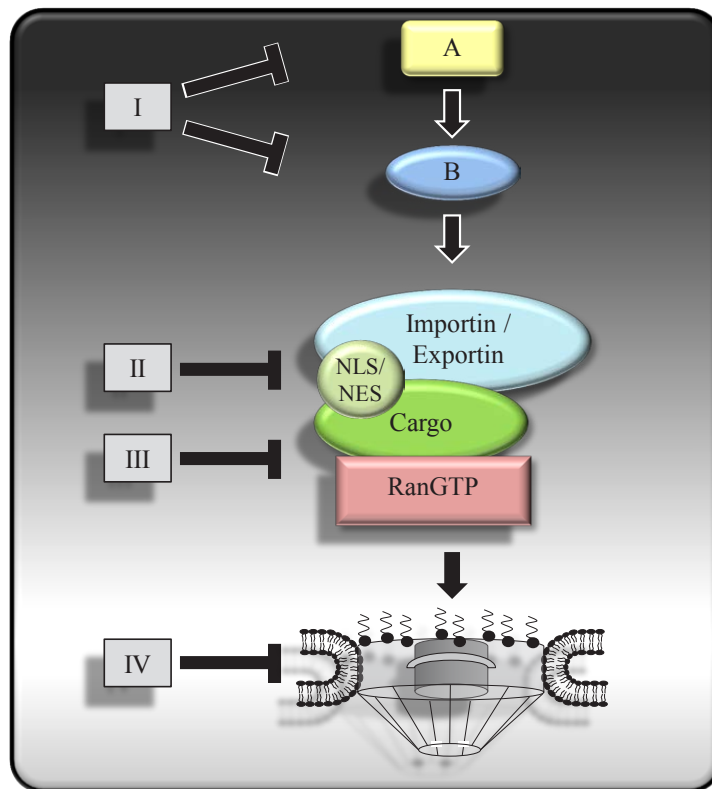 A
I
B
Importin /
Exportin
II
NLS/
NES
Cargo
III
RanGTP
IV